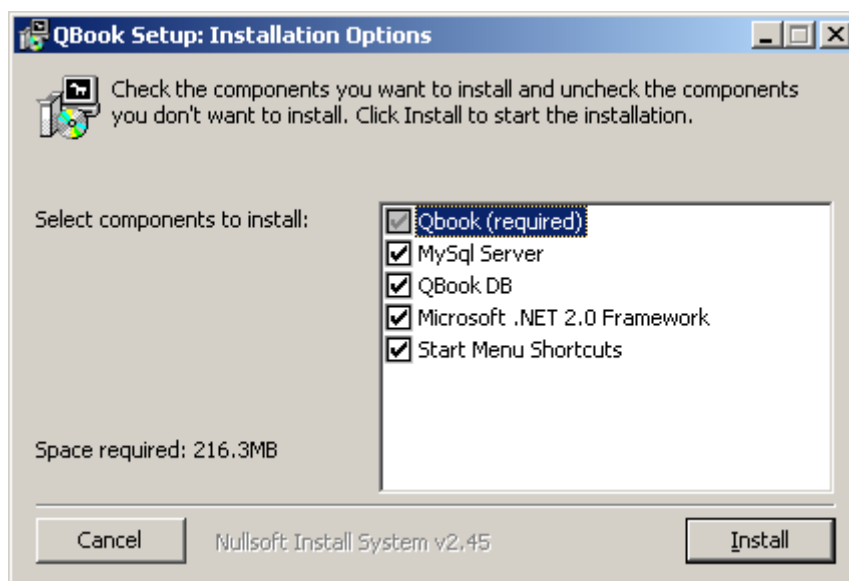 QBook Setup: Installation Options
Check the components you want to install and uncheck the components
you don't want to install. Click Install to start the installation.
Select components to install:
Qbook (required)
MySql Server
QBook DB
Microsoft .NET 2.0 Framework
Start Menu Shortcuts
Space required: 216.3MB
Cancel
Nullsoft Install System v2.45
Install